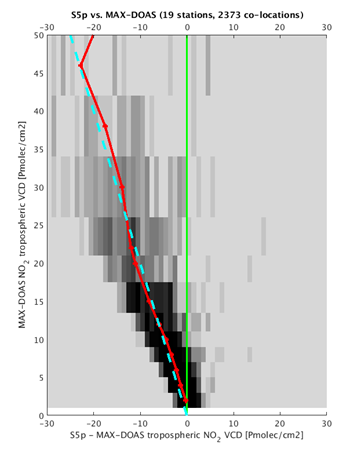 S5p vs. MAX-DOAS (19 stations, 2373 co-locations)
-30 -20 -10 0 10 20 30
50
45
40
35
30
25
20
15
10
5
0
MAX-DOAS NO2 tropospheric VCD [Pmolec/cm2]
-30 -20 -10 0 10 20 30
S5p - MAX-DOAS tropospheric NO2 VCD [Pmolec/cm2]